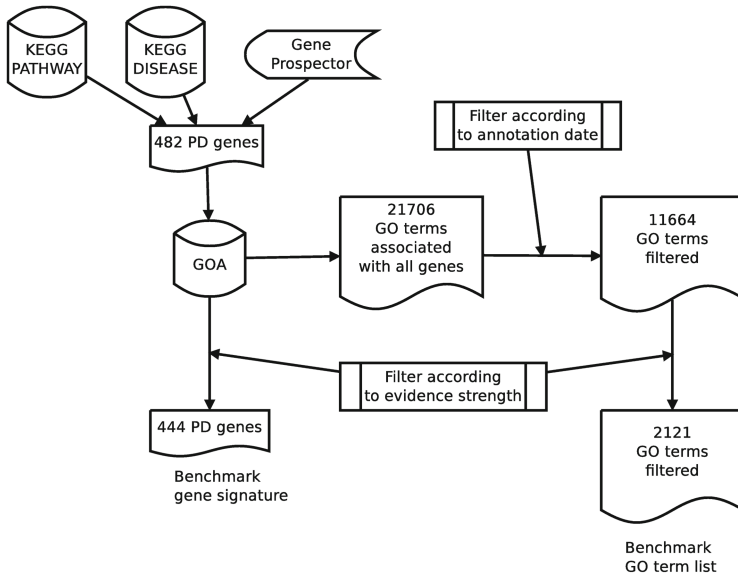 KEGG
PATHWAY
KEGG
DISEASE
Gene
Prospector
482 PD genes
Filter according
to annotation date
GOA
21706
GO terms
associated
with all genes
11664
GO terms
filtered
Filter according
to evidence strength
444 PD genes
Benchmark
gene signature
2121
GO terms
filtered
Benchmark
GO term list